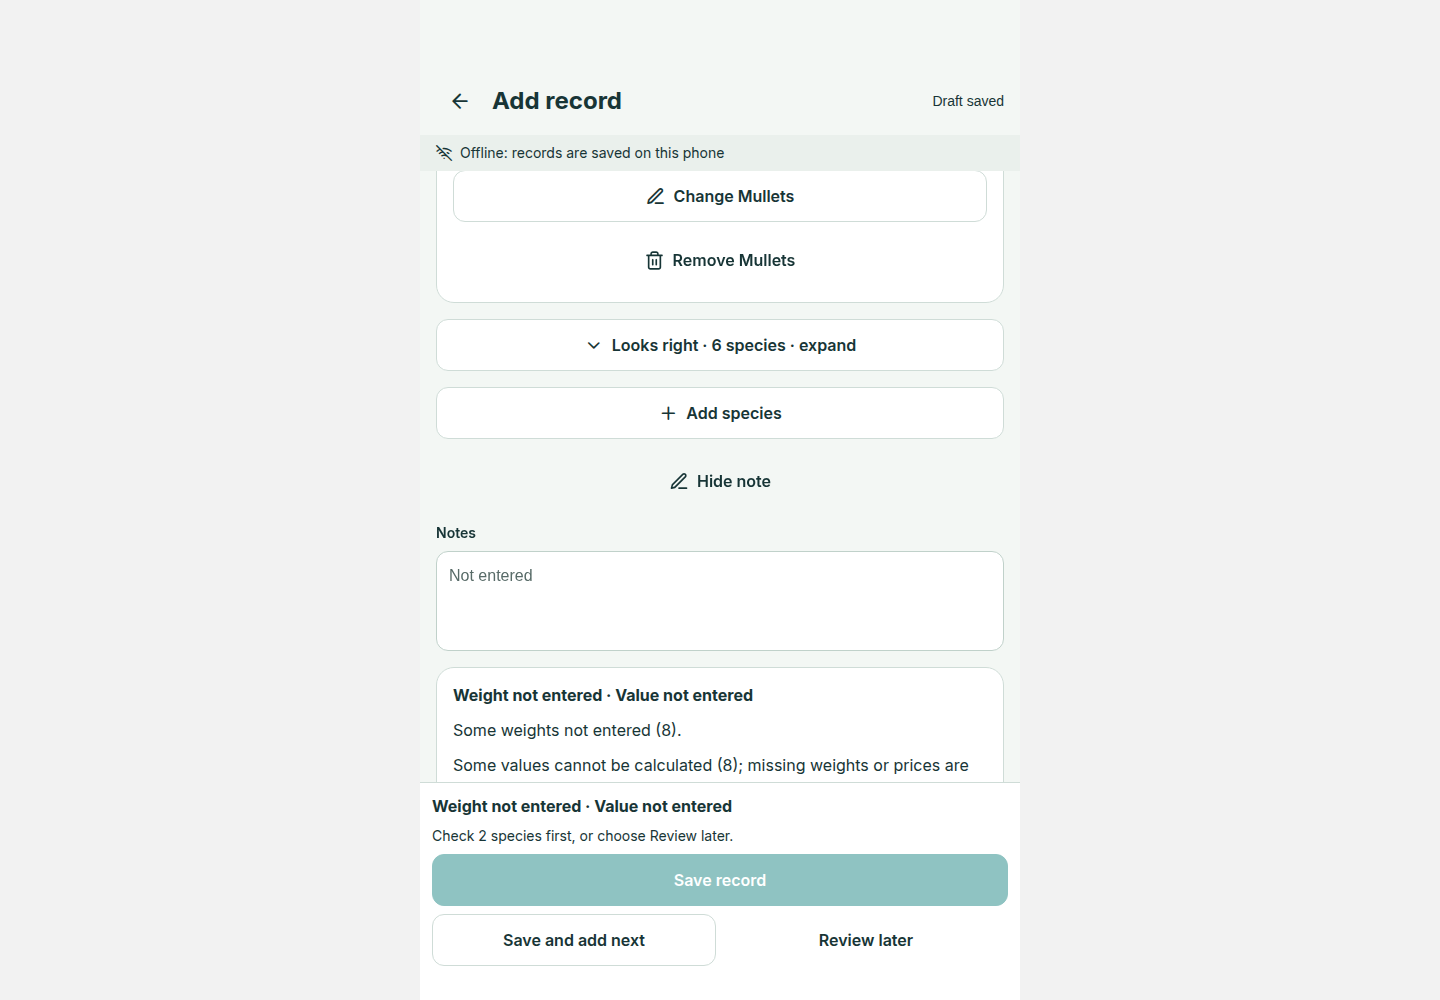 Add record
Draft saved
Offline: records are saved on this phone
Change Mullets
Remove Mullets
Looks right · 6 species · expand
Add species
Hide note
Notes
Not entered
Weight not entered · Value not entered
Some weights not entered (8).
Some values cannot be calculated (8); missing weights or prices are
Weight not entered · Value not entered
Check 2 species first, or choose Review later.
Save record
Save and add next
Review later